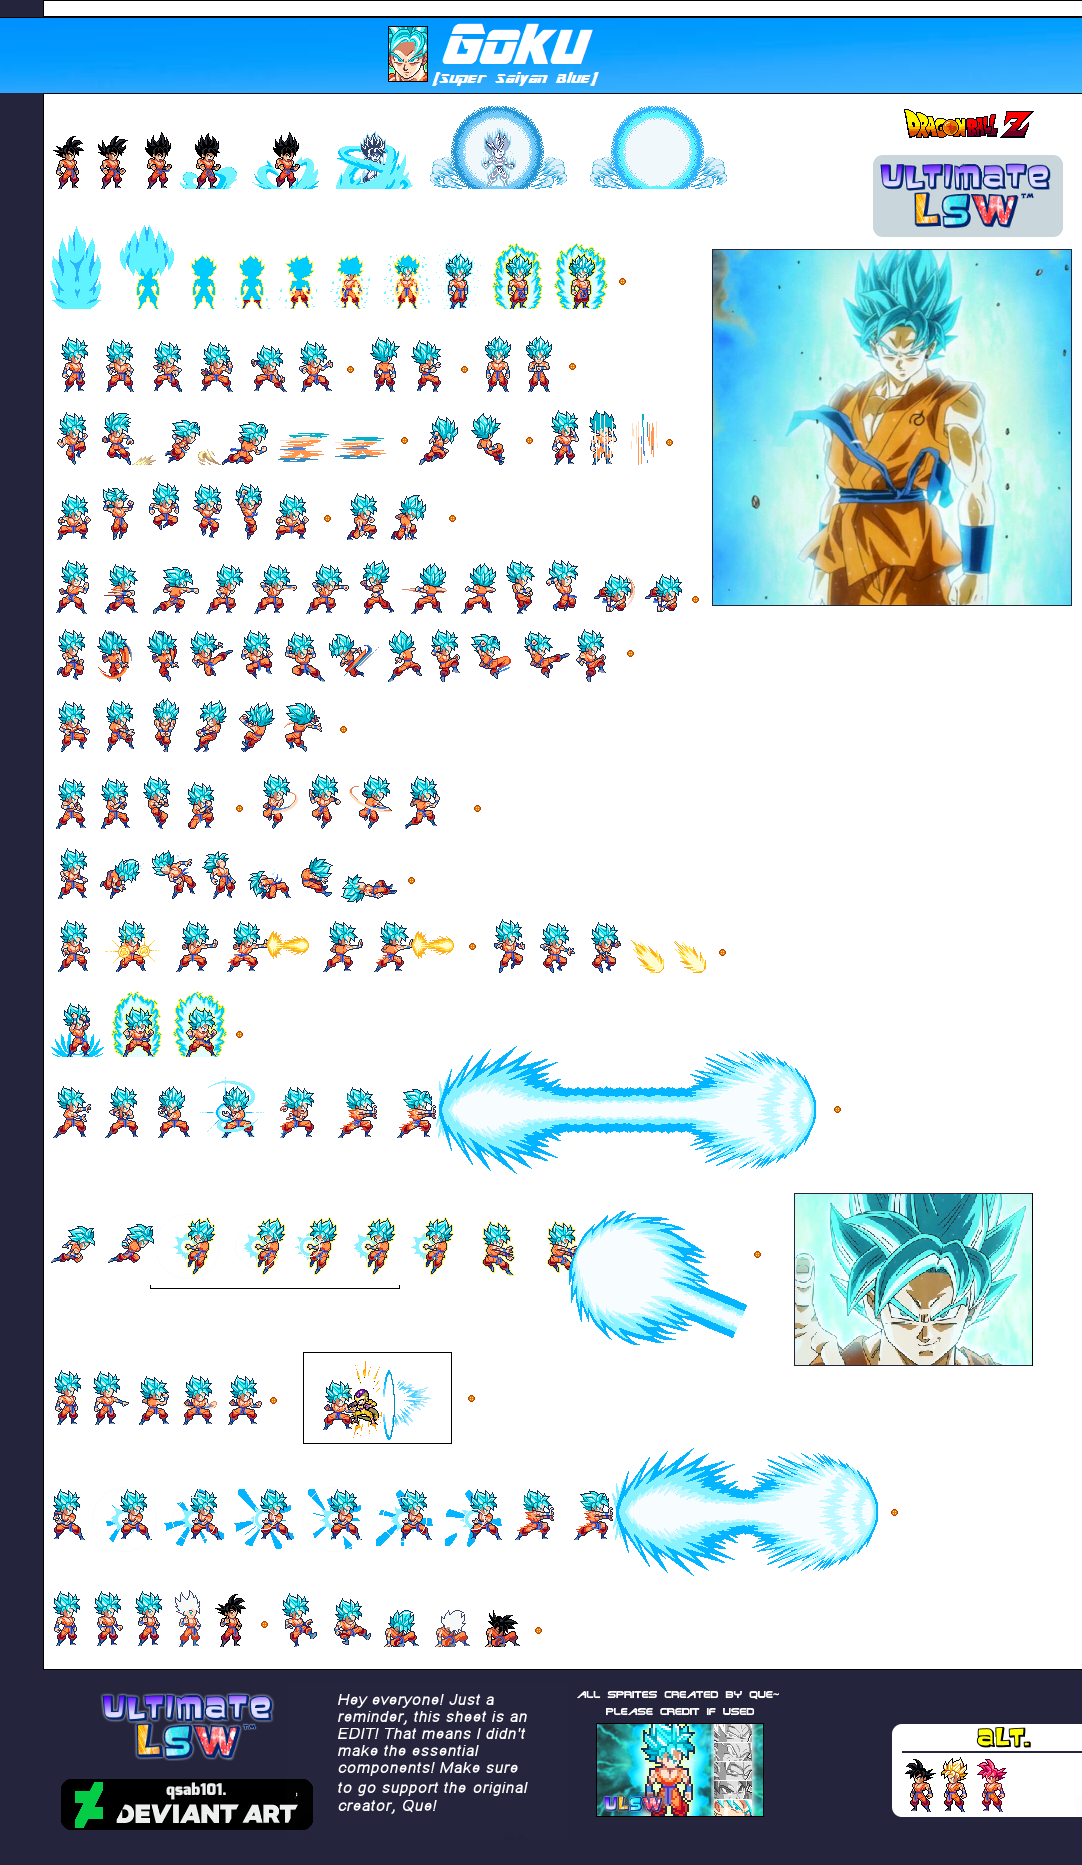 Goku
[Super Saiyan Blue]
DRAGON BALL Z
ULTIMATE
LSW™
ULTIMATE
LSW™
qsab101.
DEVIANT ART
Hey everyone! Just a
reminder, this sheet is an
EDIT! That means I didn't
make the essential
components! Make sure
to go support the original
creator, Que!
ALL SPRITES CREATED BY QUE~
PLEASE CREDIT IF USED
ULSW
ALT.